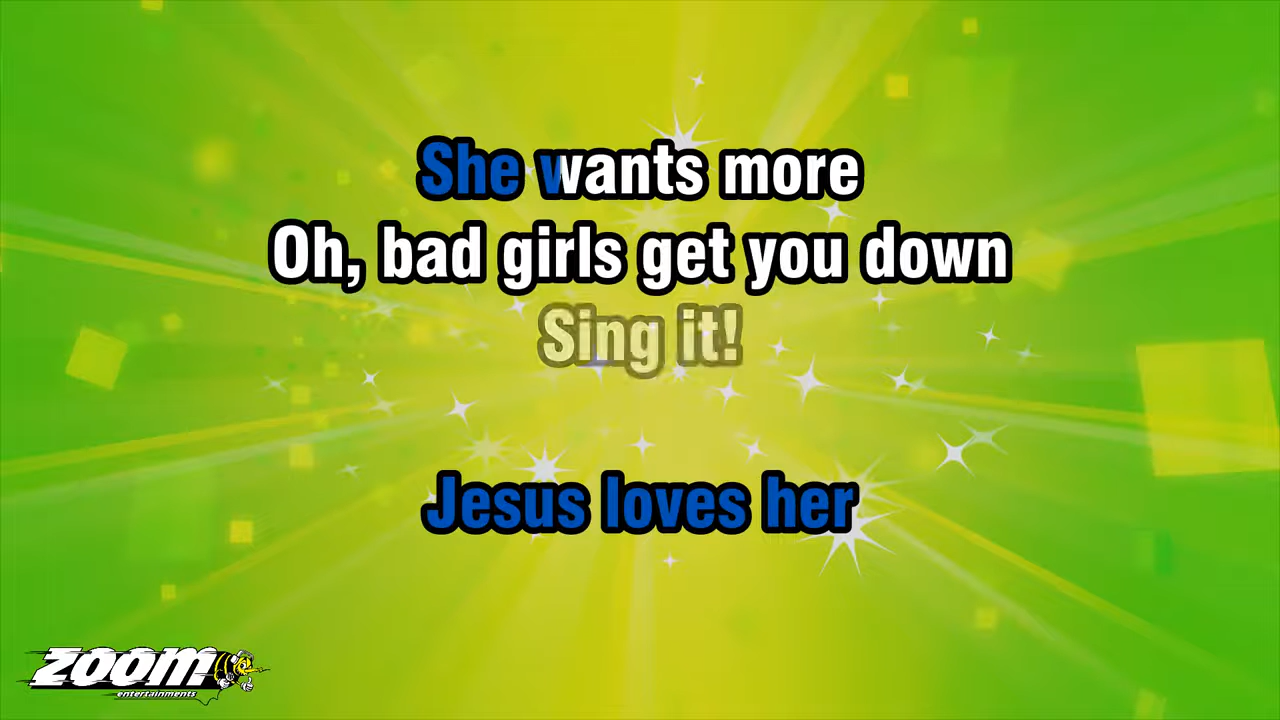 She wants more
Oh, bad girls get you down
Sing it!
Jesus loves her
ZOOM
entertainments